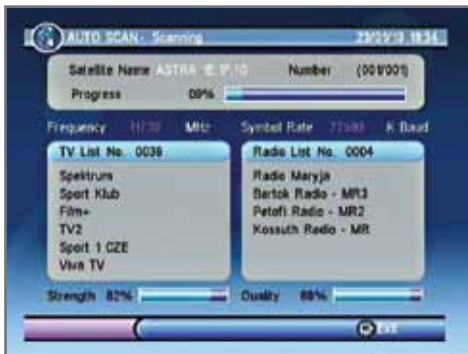 AUTO SCAN - Scanning
Satellite Name ASTRA Number (001/001)
Progress 09%
Frequency MHz Symbol Rate K Baud
TV List No. 0039
Spektrum
Sport Klub
Film+
TV2
Sport 1 CZE
Viva TV
Radio List No. 0004
Radio Maryja
Bartok Radio - MR3
Petofi Radio - MR2
Kossuth Radio - MR
Strength 82% Quality 88%
Exit